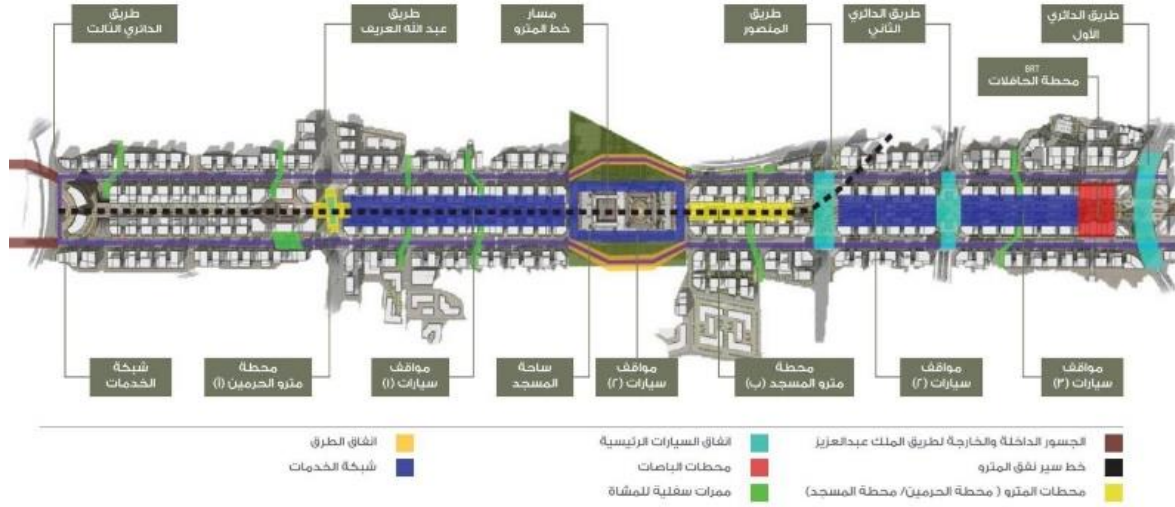 طريق الدائري
الأول
طريق الدائري
الثاني
طريق
المنصور
مسار
خط المترو
طريق
عبد الله العريف
طريق
الدائري الثالث
BRT
محطة الحافلات
مواقف
سيارات (٣)
مواقف
سيارات (٢)
محطة
مترو المسجد (ب)
مواقف
سيارات (٢)
ساحة
المسجد
مواقف
سيارات (١)
محطة
مترو الحرمين (أ)
شبكة
الخدمات
الجسور الداخلة والخارجة لطريق الملك عبدالعزيز
خط سير نفق المترو
محطات المترو ( محطة الحرمين/ محطة المسجد)
انفاق السيارات الرئيسية
محطات الباصات
ممرات سفلية للمشاة
انفاق الطرق
شبكة الخدمات